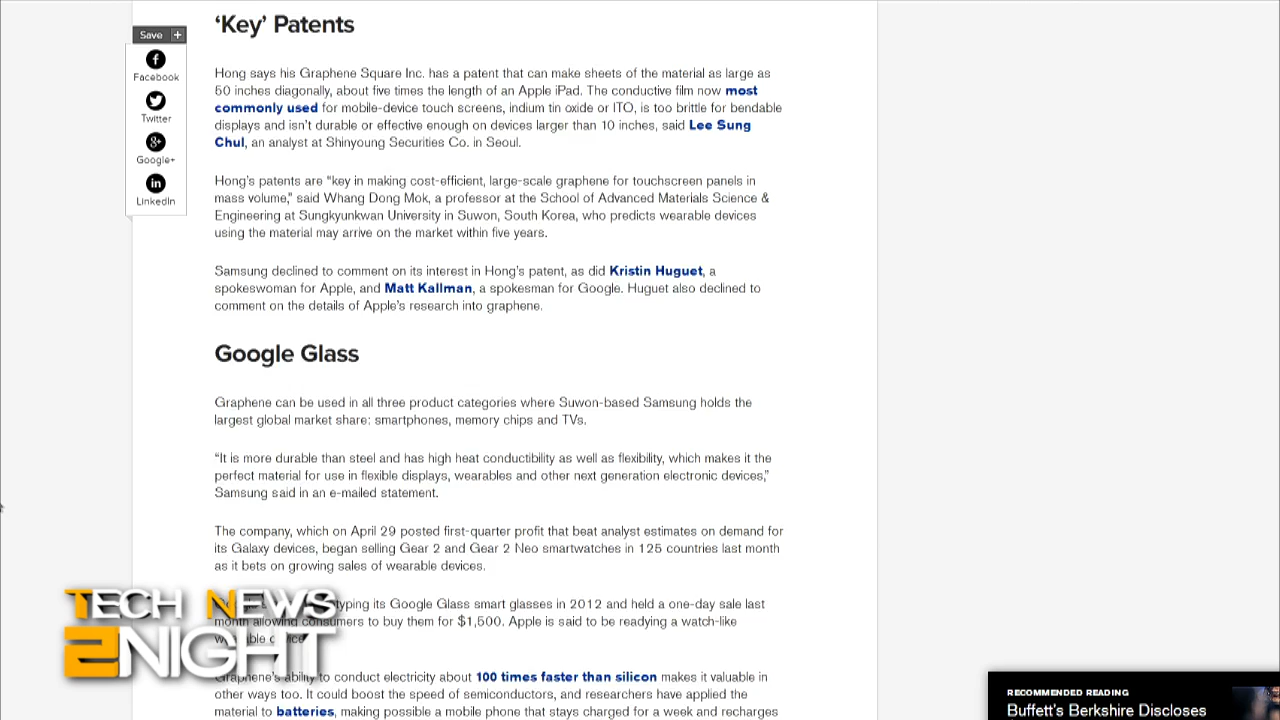 'Key' Patents
Save +
Facebook
Twitter
Google+
LinkedIn
Hong says his Graphene Square Inc. has a patent that can make sheets of the material as large as
50 inches diagonally, about five times the length of an Apple iPad. The conductive film now most
commonly used for mobile-device touch screens, indium tin oxide or ITO, is too brittle for bendable
displays and isn't durable or effective enough on devices larger than 10 inches, said Lee Sung
Chul, an analyst at Shinyoung Securities Co. in Seoul.
Hong's patents are "key in making cost-efficient, large-scale graphene for touchscreen panels in
mass volume," said Whang Dong Mok, a professor at the School of Advanced Materials Science &
Engineering at Sungkyunkwan University in Suwon, South Korea, who predicts wearable devices
using the material may arrive on the market within five years.
Samsung declined to comment on its interest in Hong's patent, as did Kristin Huguet, a
spokeswoman for Apple, and Matt Kallman, a spokesman for Google. Huguet also declined to
comment on the details of Apple's research into graphene.
Google Glass
Graphene can be used in all three product categories where Suwon-based Samsung holds the
largest global market share: smartphones, memory chips and TVs.
"It is more durable than steel and has high heat conductibility as well as flexibility, which makes it the
perfect material for use in flexible displays, wearables and other next generation electronic devices,"
Samsung said in an e-mailed statement.
The company, which on April 29 posted first-quarter profit that beat analyst estimates on demand for
its Galaxy devices, began selling Gear 2 and Gear 2 Neo smartwatches in 125 countries last month
as it bets on growing sales of wearable devices.
its Google Glass smart glasses in 2012 and held a one-day sale last
month allowing consumers to buy them for $1,500. Apple is said to be readying a watch-like
Graphene's ability to conduct electricity about 100 times faster than silicon makes it valuable in
other ways too. It could boost the speed of semiconductors, and researchers have applied the
material to batteries, making possible a mobile phone that stays charged for a week and recharges
TECH NEWS
2NIGHT
RECOMMENDED READING
Buffett's Berkshire Discloses